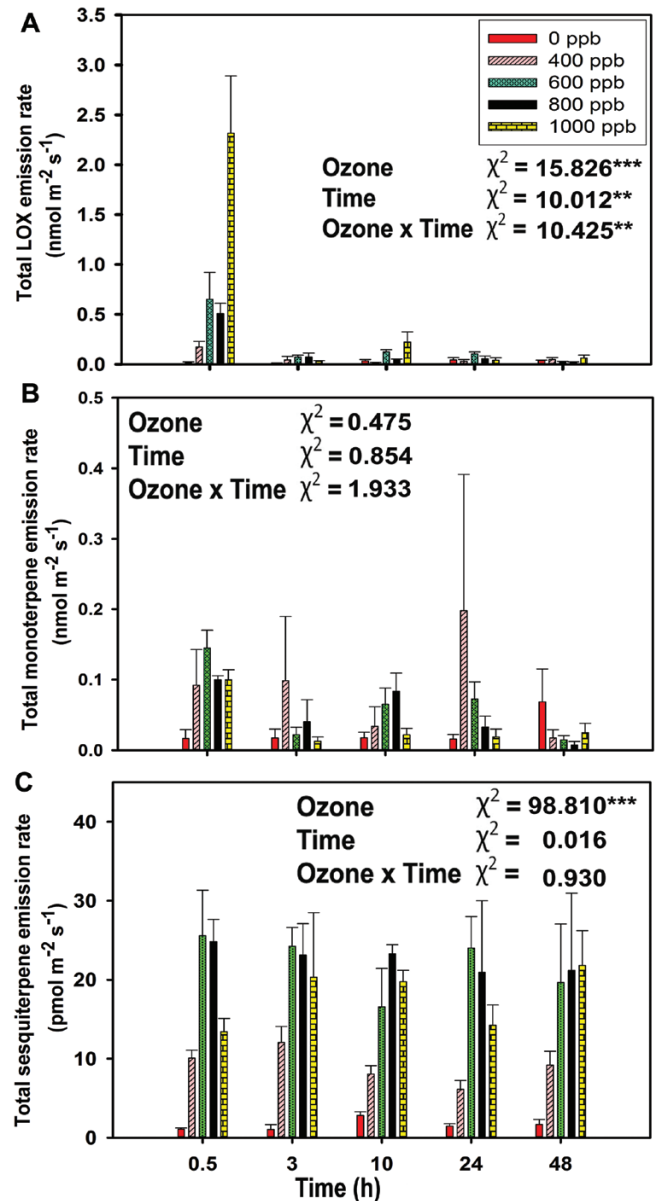 A
Total LOX emission rate
(nmol m⁻² s⁻¹)
3.5
3.0
2.5
2.0
1.5
1.0
0.5
0.0
0 ppb
400 ppb
600 ppb
800 ppb
1000 ppb
Ozone χ² = 15.826***
Time χ² = 10.012**
Ozone x Time χ² = 10.425**
B
Total monoterpene emission rate
(nmol m⁻² s⁻¹)
0.5
0.4
0.3
0.2
0.1
0.0
Ozone χ² = 0.475
Time χ² = 0.854
Ozone x Time χ² = 1.933
C
Total sesquiterpene emission rate
(pmol m⁻² s⁻¹)
40
30
20
10
0
Ozone χ² = 98.810***
Time χ² = 0.016
Ozone x Time χ² = 0.930
0.5 3 10 24 48
Time (h)